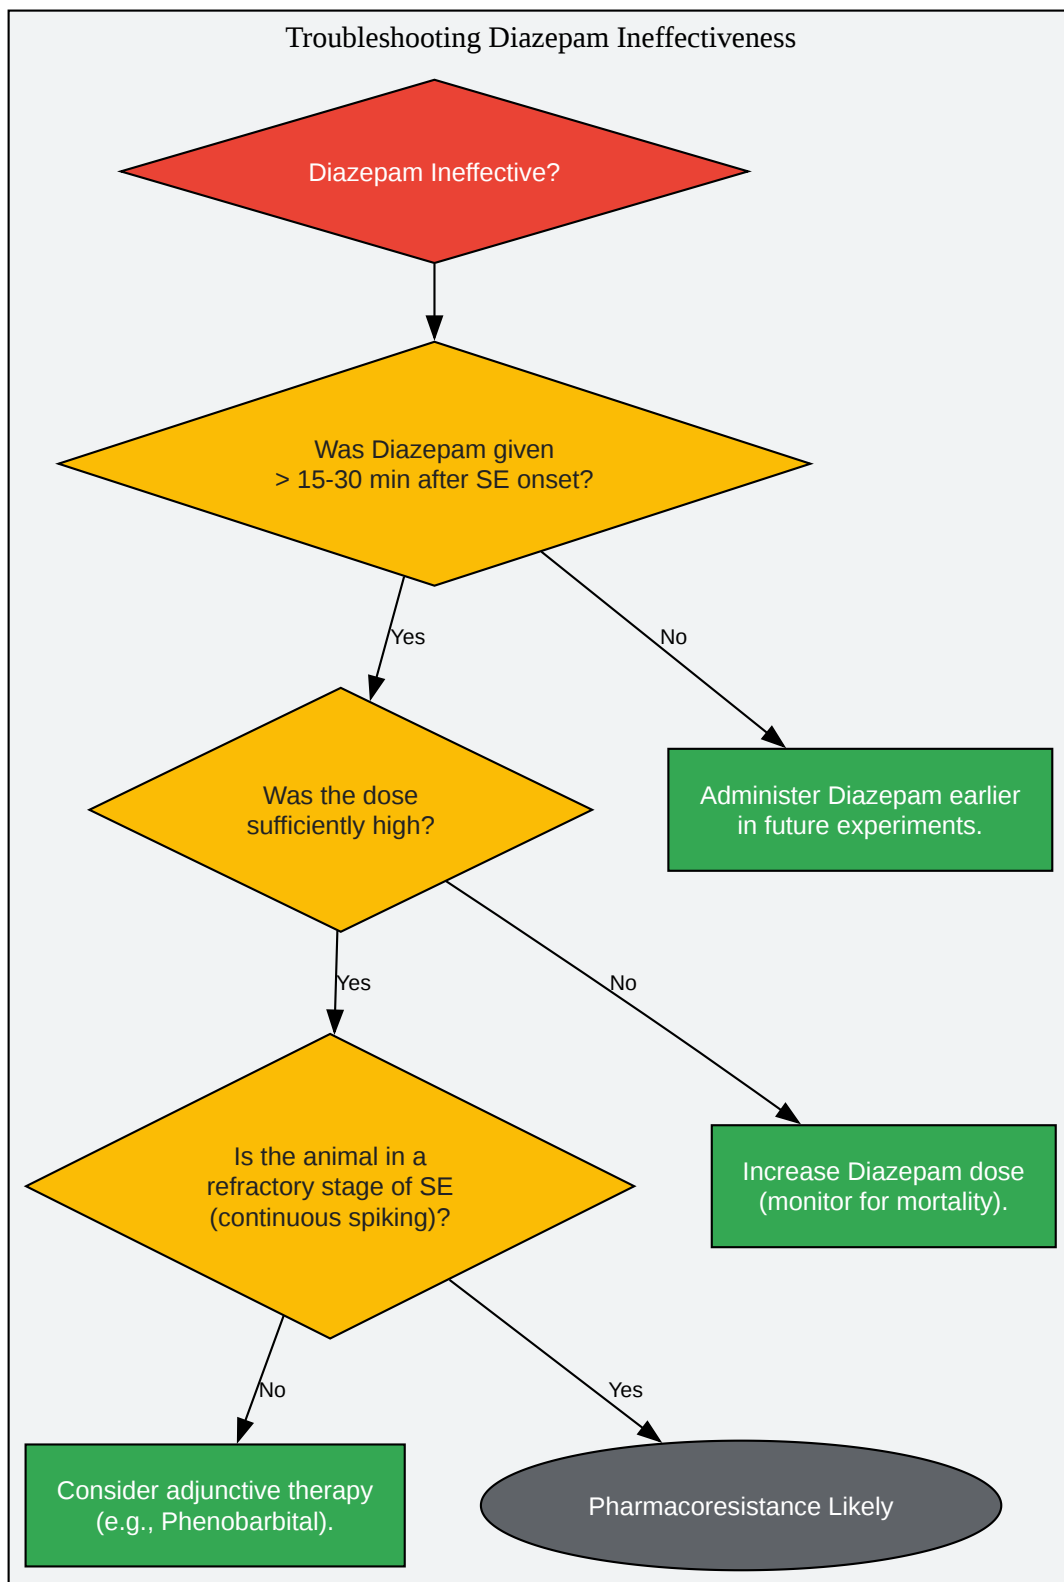 Troubleshooting Diazepam Ineffectiveness
Diazepam Ineffective?
Was Diazepam given
> 15-30 min after SE onset?
Yes
No
Was the dose
sufficiently high?
Administer Diazepam earlier
in future experiments.
Yes
No
Is the animal in a
refractory stage of SE
(continuous spiking)?
Increase Diazepam dose
(monitor for mortality).
No
Yes
Consider adjunctive therapy
(e.g., Phenobarbital).
Pharmacoresistance Likely